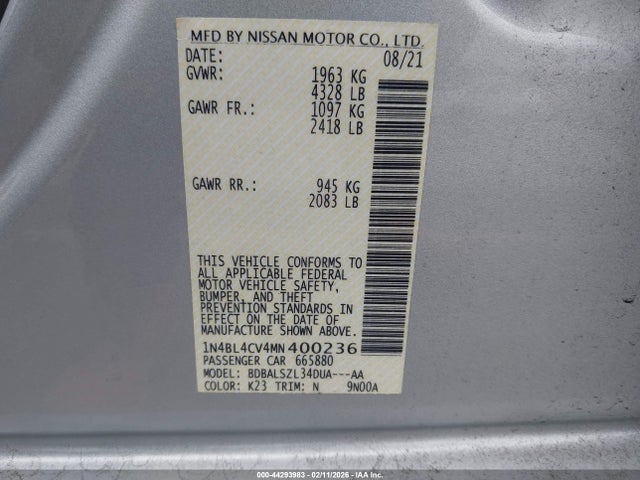 MFD BY NISSAN MOTOR CO., LTD.
DATE: 08/21
GVWR: 1963 KG
4328 LB
GAWR FR.: 1097 KG
2418 LB
GAWR RR.: 945 KG
2083 LB
THIS VEHICLE CONFORMS TO
ALL APPLICABLE FEDERAL
MOTOR VEHICLE SAFETY,
BUMPER, AND THEFT
PREVENTION STANDARDS IN
EFFECT ON THE DATE OF
MANUFACTURE SHOWN ABOVE.
1N4BL4CV4MN400236
PASSENGER CAR 665880
MODEL: BDBALSZL34DUA---AA
COLOR: K23 TRIM: N 9N00A
000-44293983 - 02/11/2026 - IAA Inc.